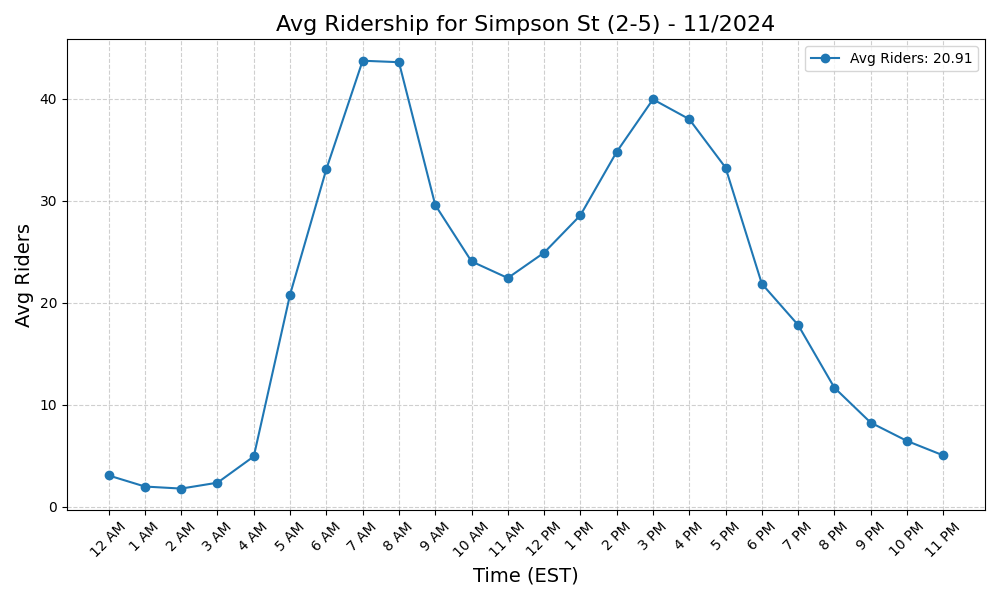 Avg Ridership for Simpson St (2-5) - 11/2024
Avg Riders: 20.91
Avg Riders
40
30
20
10
0
12 AM
1 AM
2 AM
3 AM
4 AM
5 AM
6 AM
7 AM
8 AM
9 AM
10 AM
11 AM
12 PM
1 PM
2 PM
3 PM
4 PM
5 PM
6 PM
7 PM
8 PM
9 PM
10 PM
11 PM
Time (EST)